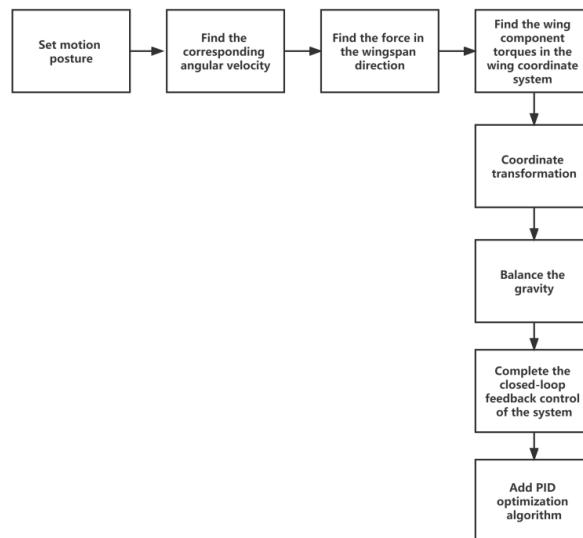 Set motion
posture
Find the
corresponding
angular velocity
Find the force in
the wingspan
direction
Find the wing
component
torques in the
wing coordinate
system
Coordinate
transformation
Balance the
gravity
Complete the
closed-loop
feedback control
of the system
Add PID
optimization
algorithm